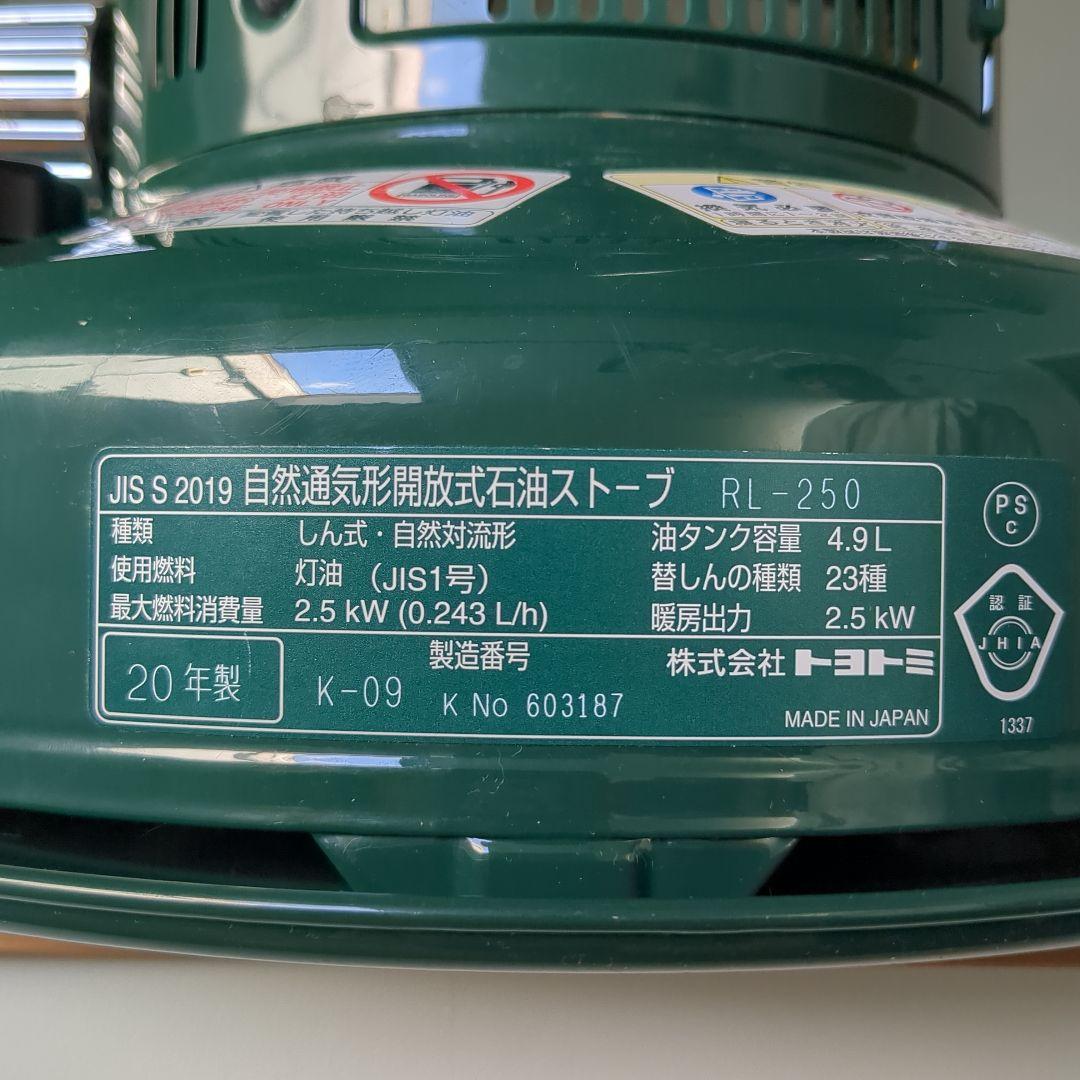 JIS S 2019 自然通気形開放式石油ストーブ RL-250
種類 しん式・自然対流形 油タンク容量 4.9L
使用燃料 灯油 (JIS1号) 替しんの種類 23種
最大燃料消費量 2.5 kW (0.243 L/h) 暖房出力 2.5 kW
20年製 製造番号 株式会社 トヨトミ
K-09 K No 603187
MADE IN JAPAN
PS
C
認証
JHIA
1337